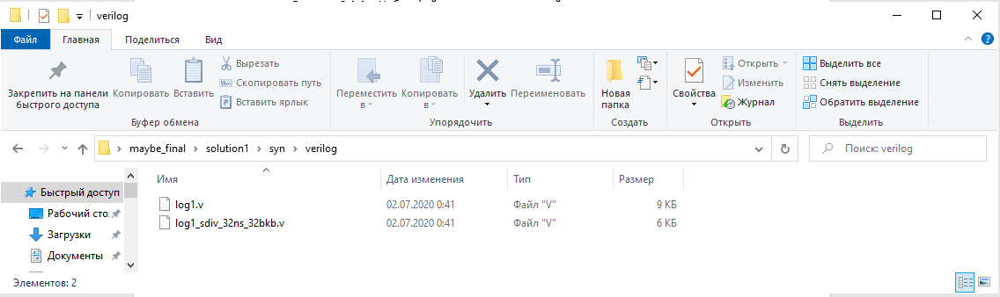 verilog
Файл Главная Поделиться Вид
Закрепить на панели быстрого доступа
Копировать
Вставить
Вырезать
Скопировать путь
Вставить ярлык
Буфер обмена
Переместить в
Копировать в
Удалить
Переименовать
Упорядочить
Новая папка
Создать
Свойства
Открыть
Изменить
Журнал
Открыть
Выделить все
Снять выделение
Обратить выделение
Выделить
maybe_final > solution1 > syn > verilog
Поиск: verilog
Имя Дата изменения Тип Размер
Быстрый доступ
Рабочий сто.
Загрузки
Документы
log1.v 02.07.2020 0:41 Файл "V" 9 КБ
log1_sdiv_32ns_32bkb.v 02.07.2020 0:41 Файл "V" 6 КБ
Элементов: 2